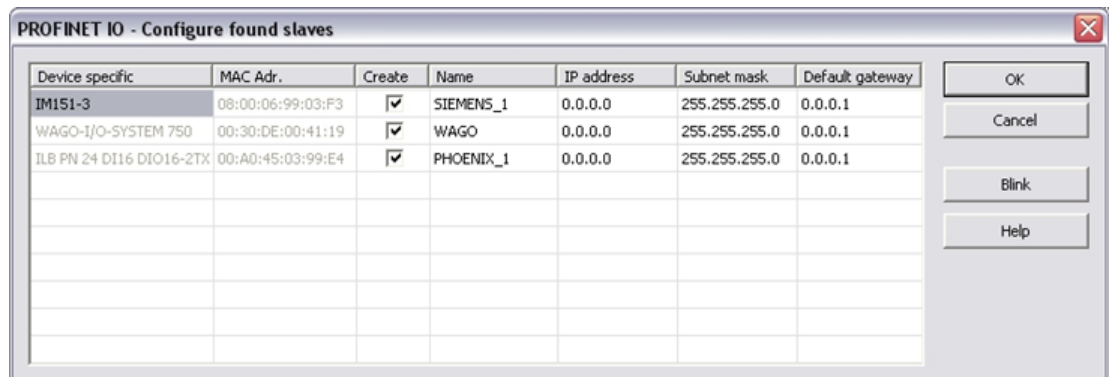 PROFINET IO - Configure found slaves
Device specific MAC Adr. Create Name IP address Subnet mask Default gateway
IM151-3 08:00:06:99:03:F3 SIEMENS_1 0.0.0.0 255.255.255.0 0.0.0.1
WAGO-I/O-SYSTEM 750 00:30:DE:00:41:19 WAGO 0.0.0.0 255.255.255.0 0.0.0.1
ILB PN 24 DI16 DIO16-2TX 00:A0:45:03:99:E4 PHOENIX_1 0.0.0.0 255.255.255.0 0.0.0.1
OK
Cancel
Blink
Help